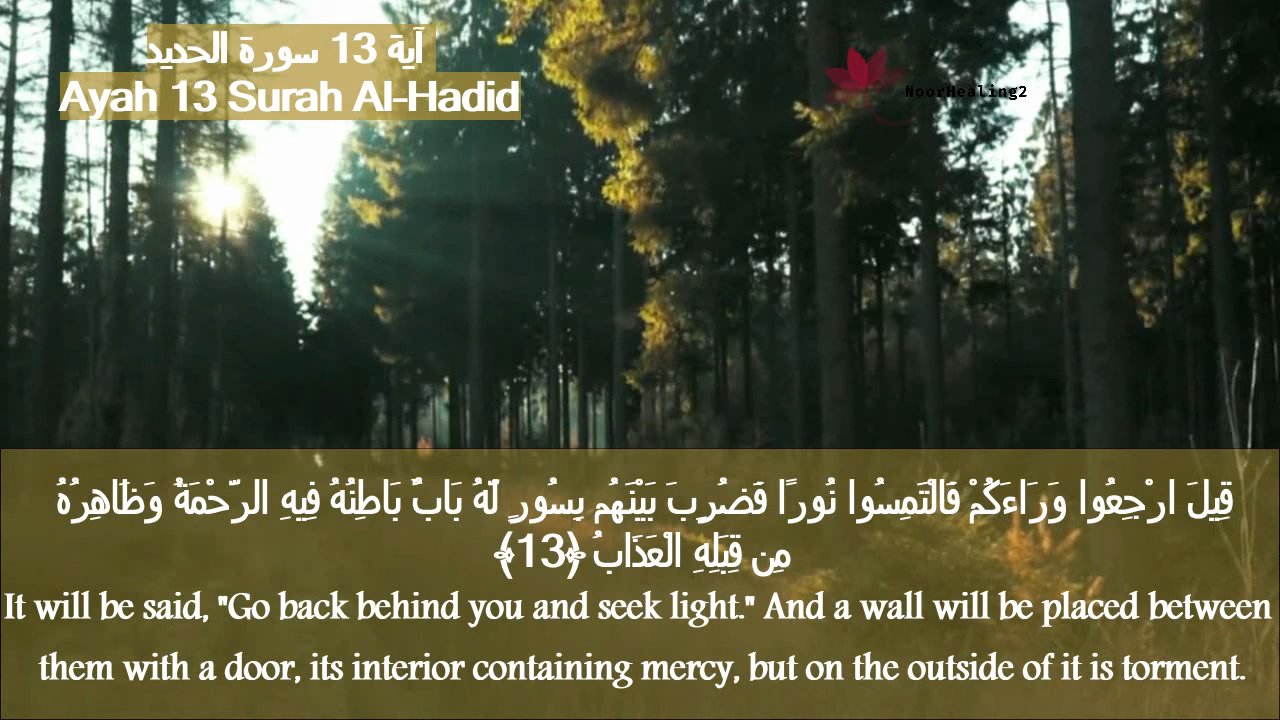 آية 13 سورة الحديد
Ayah 13 Surah Al-Hadid
NoorHealing2
قِيلَ ارْجِعُوا وَرَاءَكُمْ فَالْتَمِسُوا نُورًا فَضُرِبَ بَيْنَهُم بِسُورٍ لَّهُ بَابٌ بَاطِنُهُ فِيهِ الرَّحْمَةُ وَظَاهِرُهُ
مِن قِبَلِهِ الْعَذَابُ ﴿13﴾
It will be said, "Go back behind you and seek light." And a wall will be placed between
them with a door, its interior containing mercy, but on the outside of it is torment.